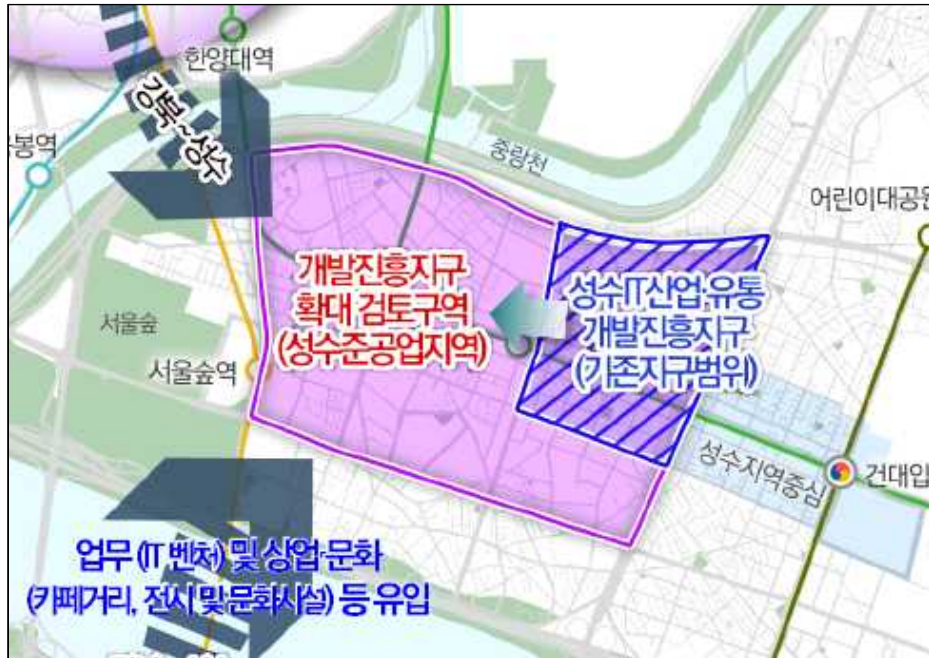 한양대역
강북~성수
봉역
중랑천
어린이대공원
개발진흥지구
확대 검토구역
(성수준공업지역)
성수IT산업·유통
개발진흥지구
(기존지구범위)
서울숲
서울숲역
성수지역중심
건대입
업무 (IT 벤처) 및 상업·문화
(카페거리, 전시 및 문화시설) 등 유입